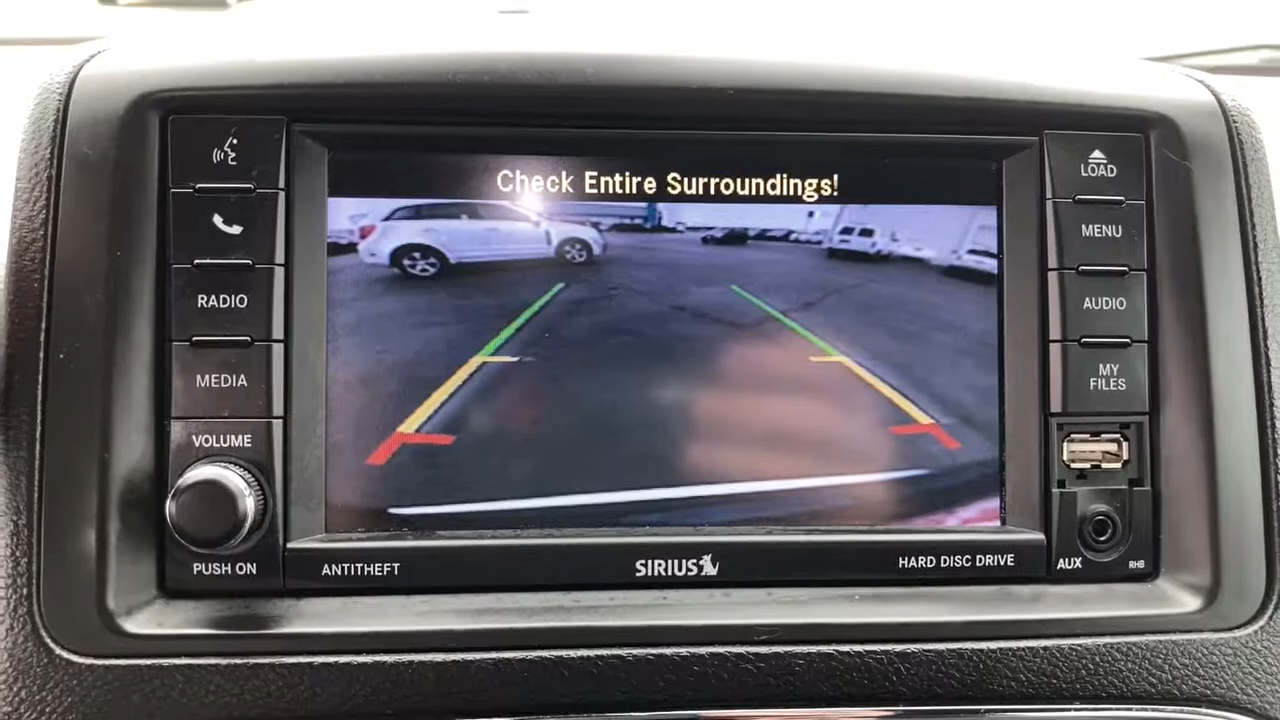 Check Entire Surroundings!
RADIO
MEDIA
VOLUME
PUSH ON
ANTITHEFT
SIRIUS
HARD DISC DRIVE
LOAD
MENU
AUDIO
MY
FILES
AUX
RHB